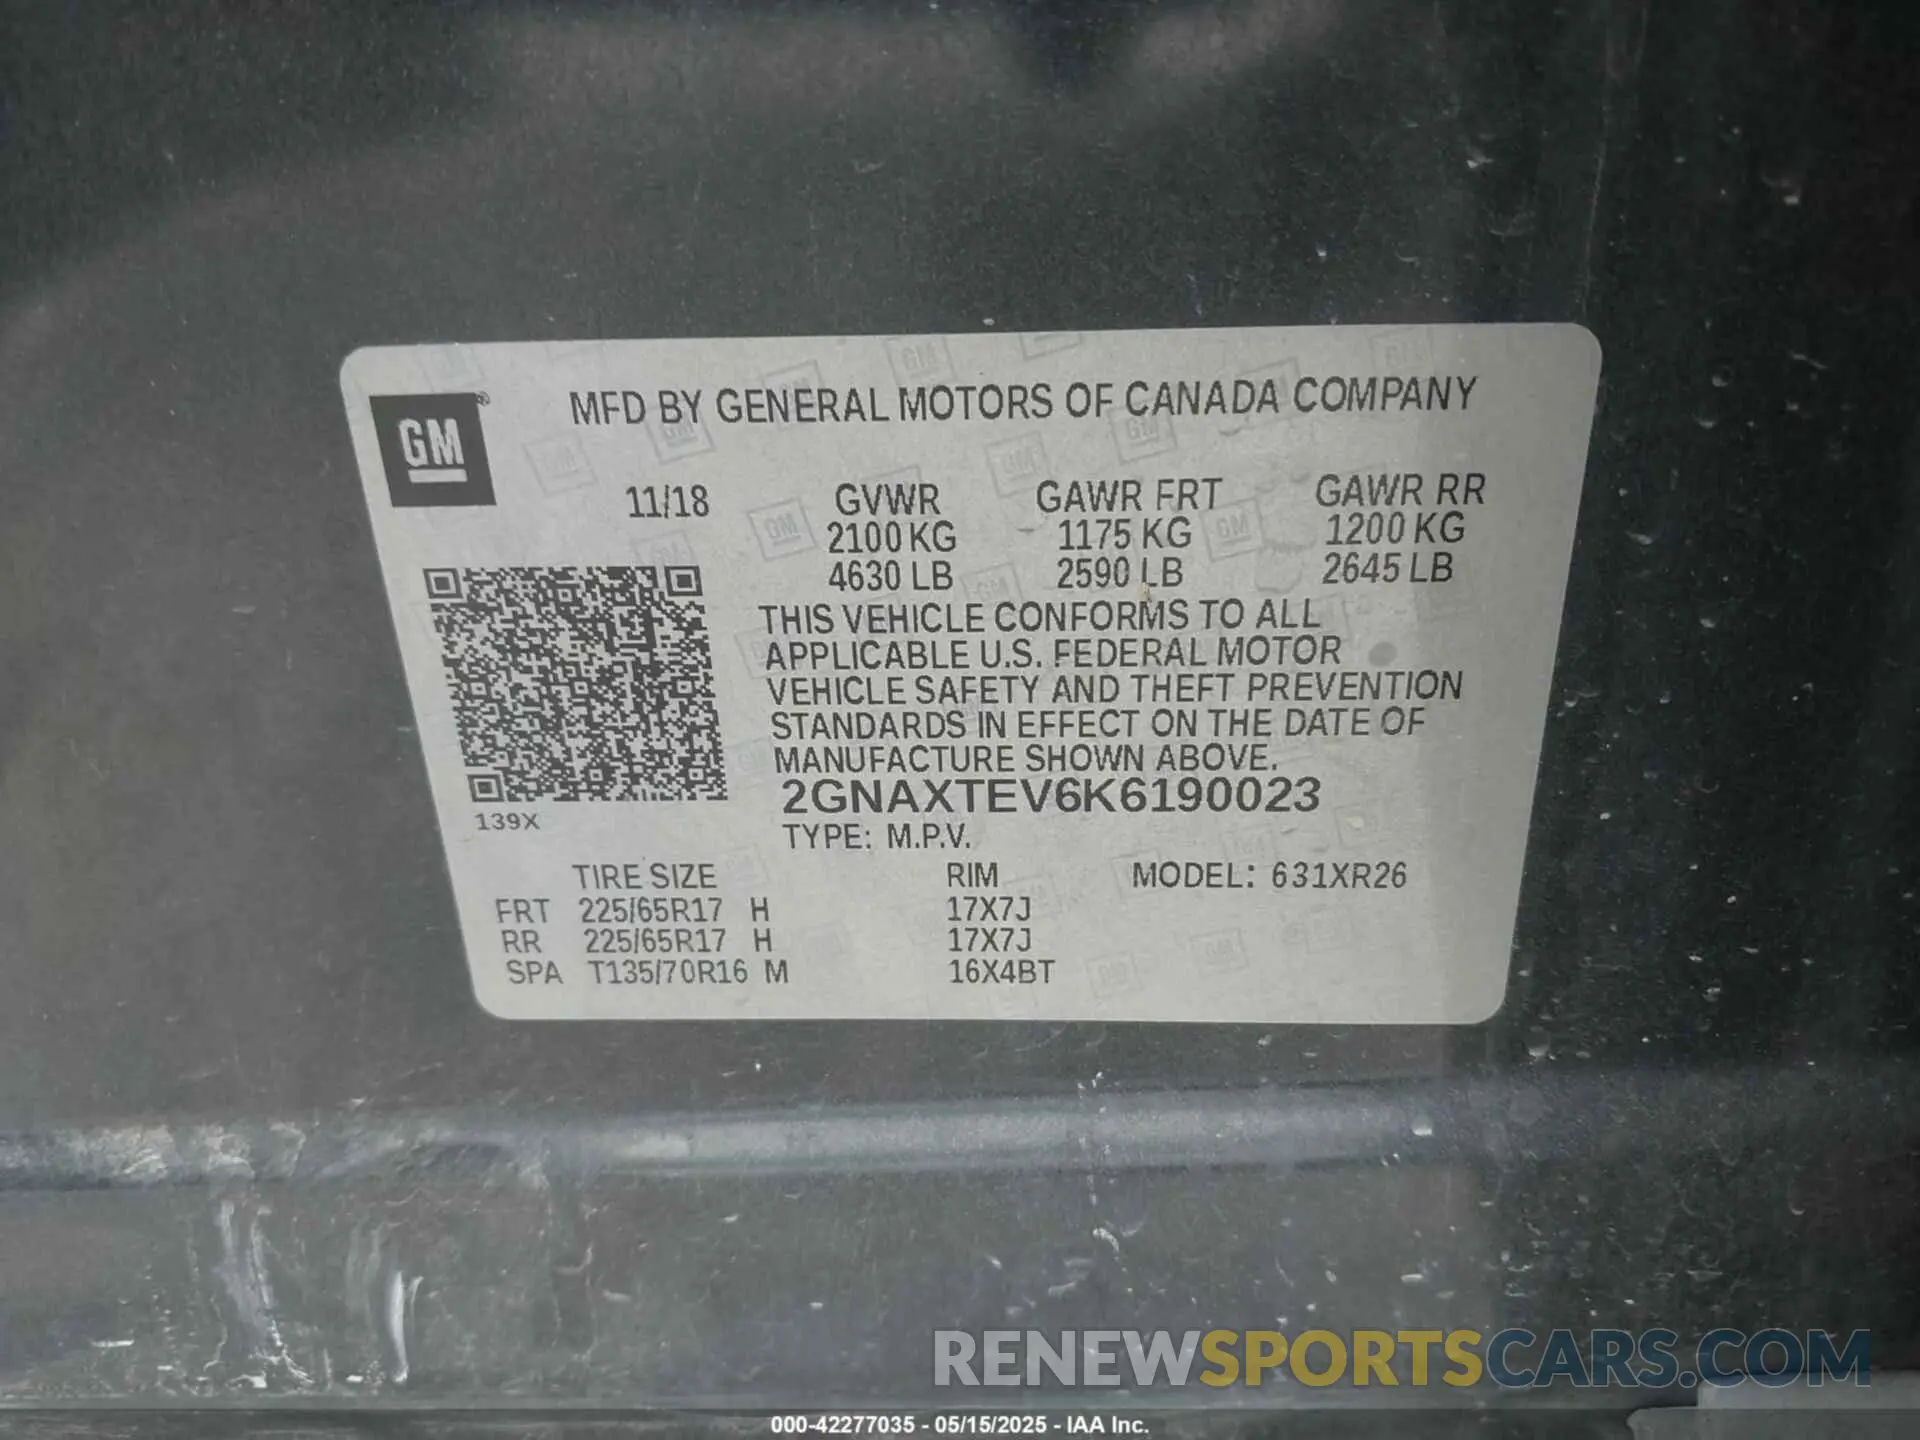 GM®
MFD BY GENERAL MOTORS OF CANADA COMPANY
11/18 GVWR GAWR FRT GAWR RR
2100 KG 1175 KG 1200 KG
4630 LB 2590 LB 2645 LB
THIS VEHICLE CONFORMS TO ALL
APPLICABLE U.S. FEDERAL MOTOR
VEHICLE SAFETY AND THEFT PREVENTION
STANDARDS IN EFFECT ON THE DATE OF
MANUFACTURE SHOWN ABOVE.
2GNAXTEV6K6190023
139X
TYPE: M.P.V.
TIRE SIZE RIM MODEL: 631XR26
FRT 225/65R17 H 17X7J
RR 225/65R17 H 17X7J
SPA T135/70R16 M 16X4BT
RENEWSPORTSCARS.COM
000-42277035 - 05/15/2025 - IAA Inc.